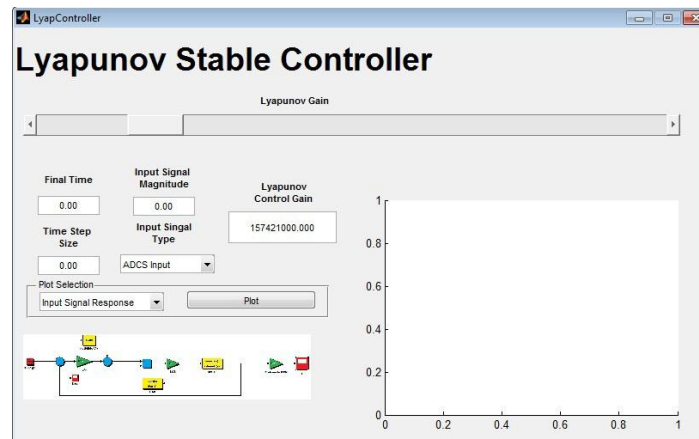 LyapController
Lyapunov Stable Controller
Lyapunov Gain
Final Time
0.00
Input Signal
Magnitude
0.00
Lyapunov
Control Gain
157421000.000
Time Step
Size
0.00
Input Singal
Type
ADCS Input
Plot Selection
Input Signal Response
Plot
1
0.8
0.6
0.4
0.2
0
0
0.2
0.4
0.6
0.8
1